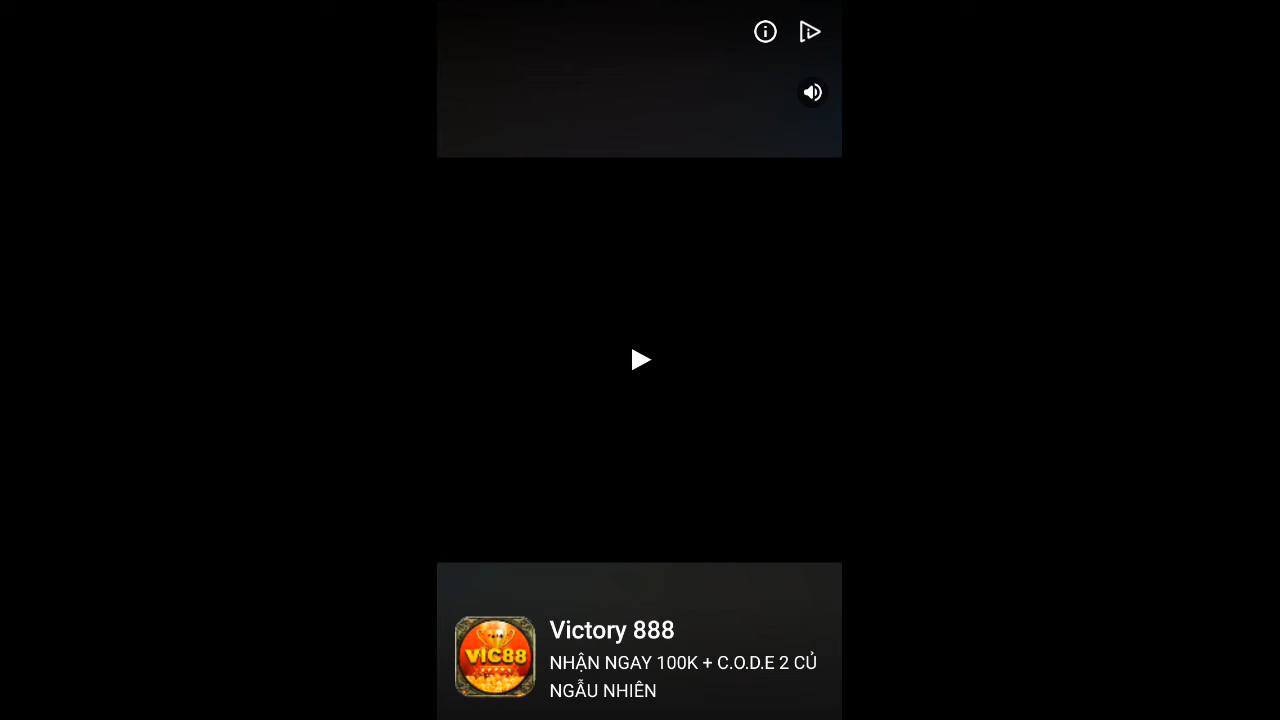 VIC88
Victory 888
NHẬN NGAY 100K + C.O.D.E 2 CỦ
NGẪU NHIÊN